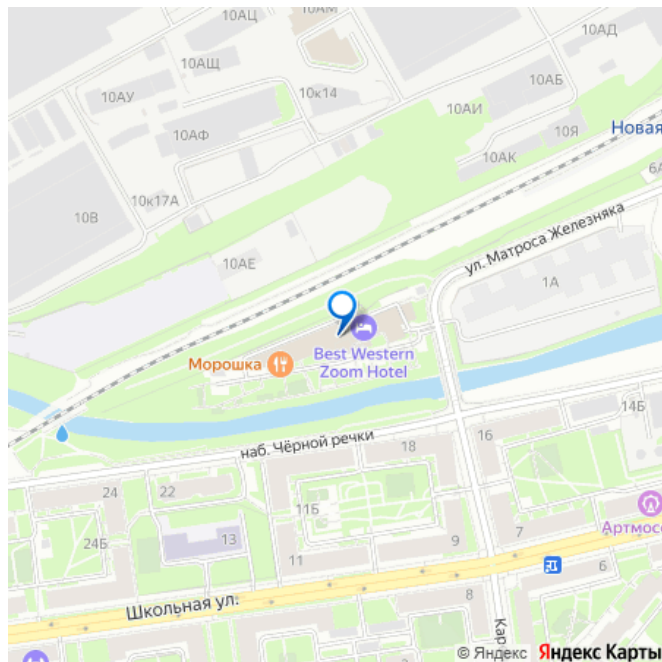 10АЦ
10АМ
10АД
10АЩ
10АБ
10АУ
10к14
10АИ
10АФ
10Я
Новая
10АК
6А
10к17А
10В
ул. Матроса Железняка
10АЕ
1А
Морошка
Best Western
Zoom Hotel
14Б
наб. Чёрной речки
18
16
24
22
11Б
Артмос
24Б
13
7
9
11
6
Школьная ул.
8
Кар
© Яндекс Яндекс Карты